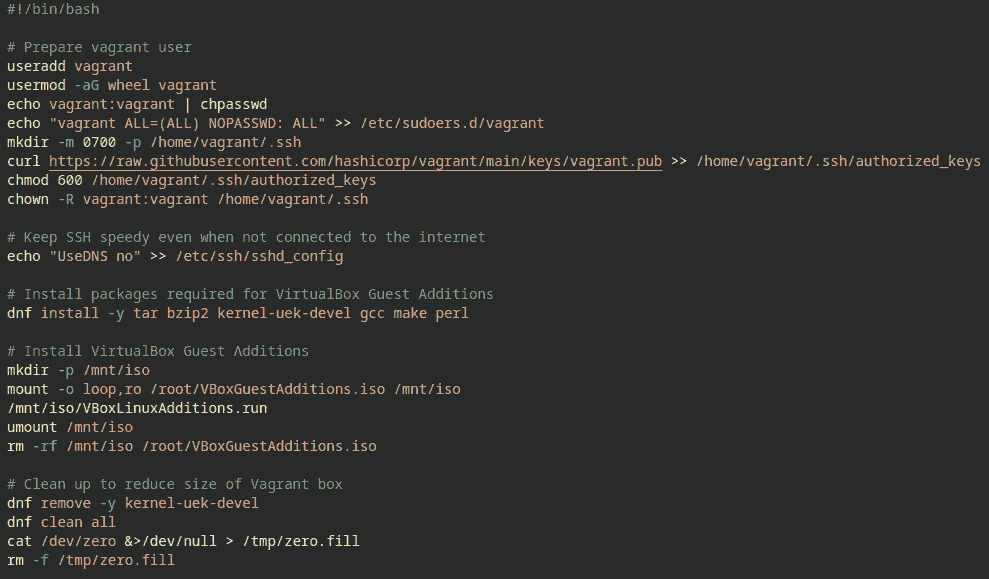 #!/bin/bash

# Prepare vagrant user
useradd vagrant
usermod -aG wheel vagrant
echo vagrant:vagrant | chpasswd
echo "vagrant ALL=(ALL) NOPASSWD: ALL" >> /etc/sudoers.d/vagrant
mkdir -m 0700 -p /home/vagrant/.ssh
curl https://raw.githubusercontent.com/hashicorp/vagrant/main/keys/vagrant.pub >> /home/vagrant/.ssh/authorized_keys
chmod 600 /home/vagrant/.ssh/authorized_keys
chown -R vagrant:vagrant /home/vagrant/.ssh

# Keep SSH speedy even when not connected to the internet
echo "UseDNS no" >> /etc/ssh/sshd_config

# Install packages required for VirtualBox Guest Additions
dnf install -y tar bzip2 kernel-uek-devel gcc make perl

# Install VirtualBox Guest Additions
mkdir -p /mnt/iso
mount -o loop,ro /root/VBoxGuestAdditions.iso /mnt/iso
/mnt/iso/VBoxLinuxAdditions.run
umount /mnt/iso
rm -rf /mnt/iso /root/VBoxGuestAdditions.iso

# Clean up to reduce size of Vagrant box
dnf remove -y kernel-uek-devel
dnf clean all
cat /dev/zero &>/dev/null > /tmp/zero.fill
rm -f /tmp/zero.fill